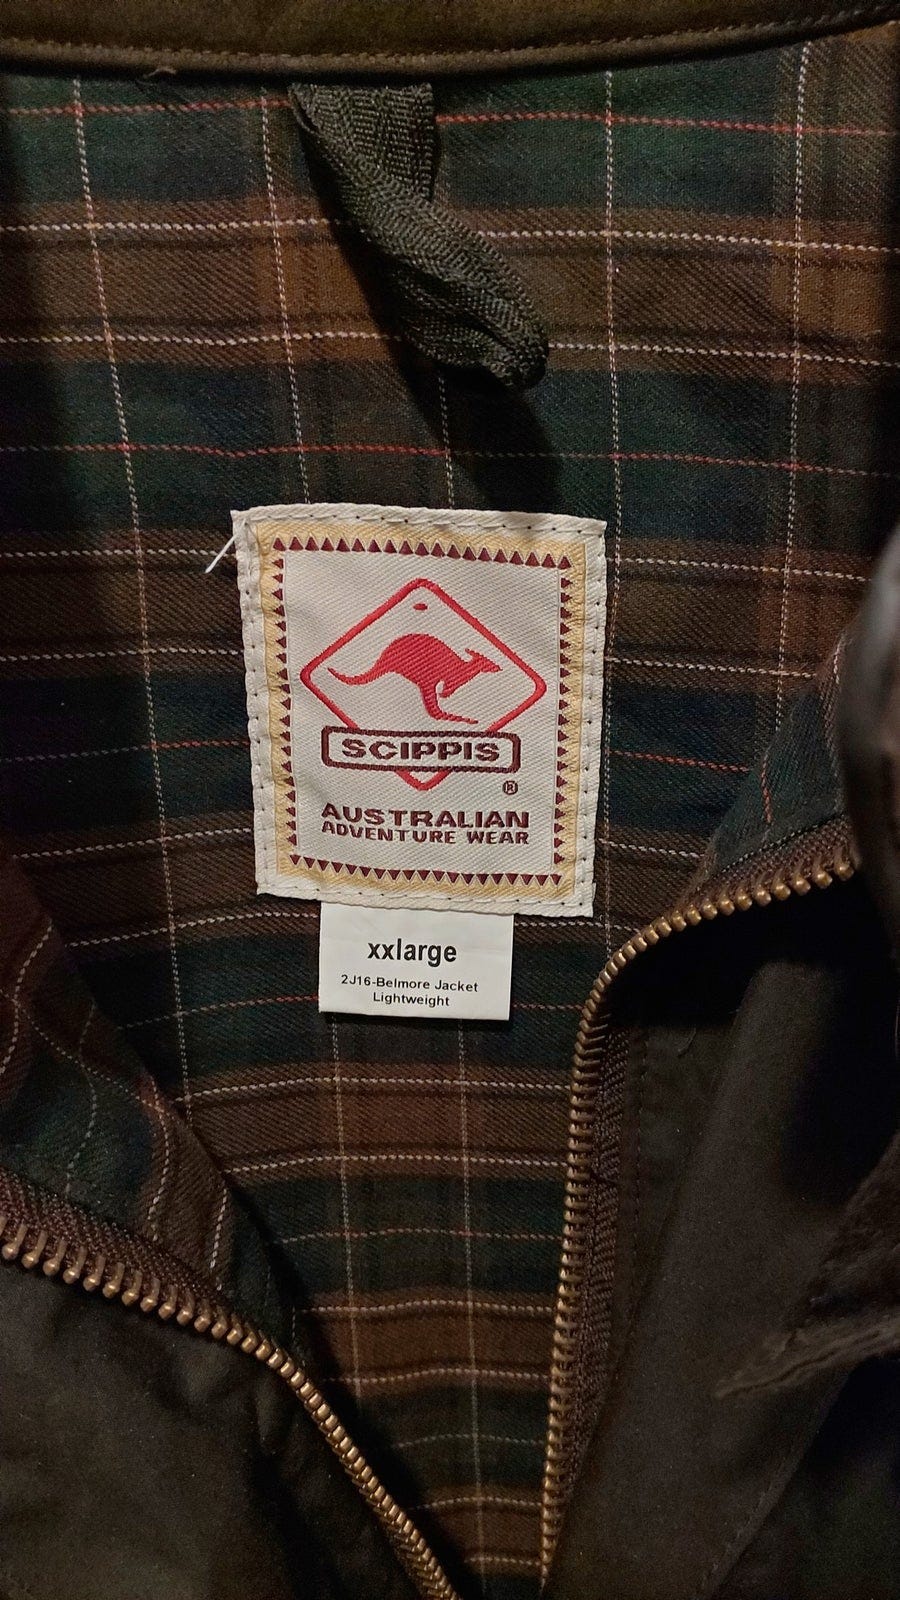 SCIPPIS
®
AUSTRALIAN
ADVENTURE WEAR
xxlarge
2J16-Belmore Jacket
Lightweight